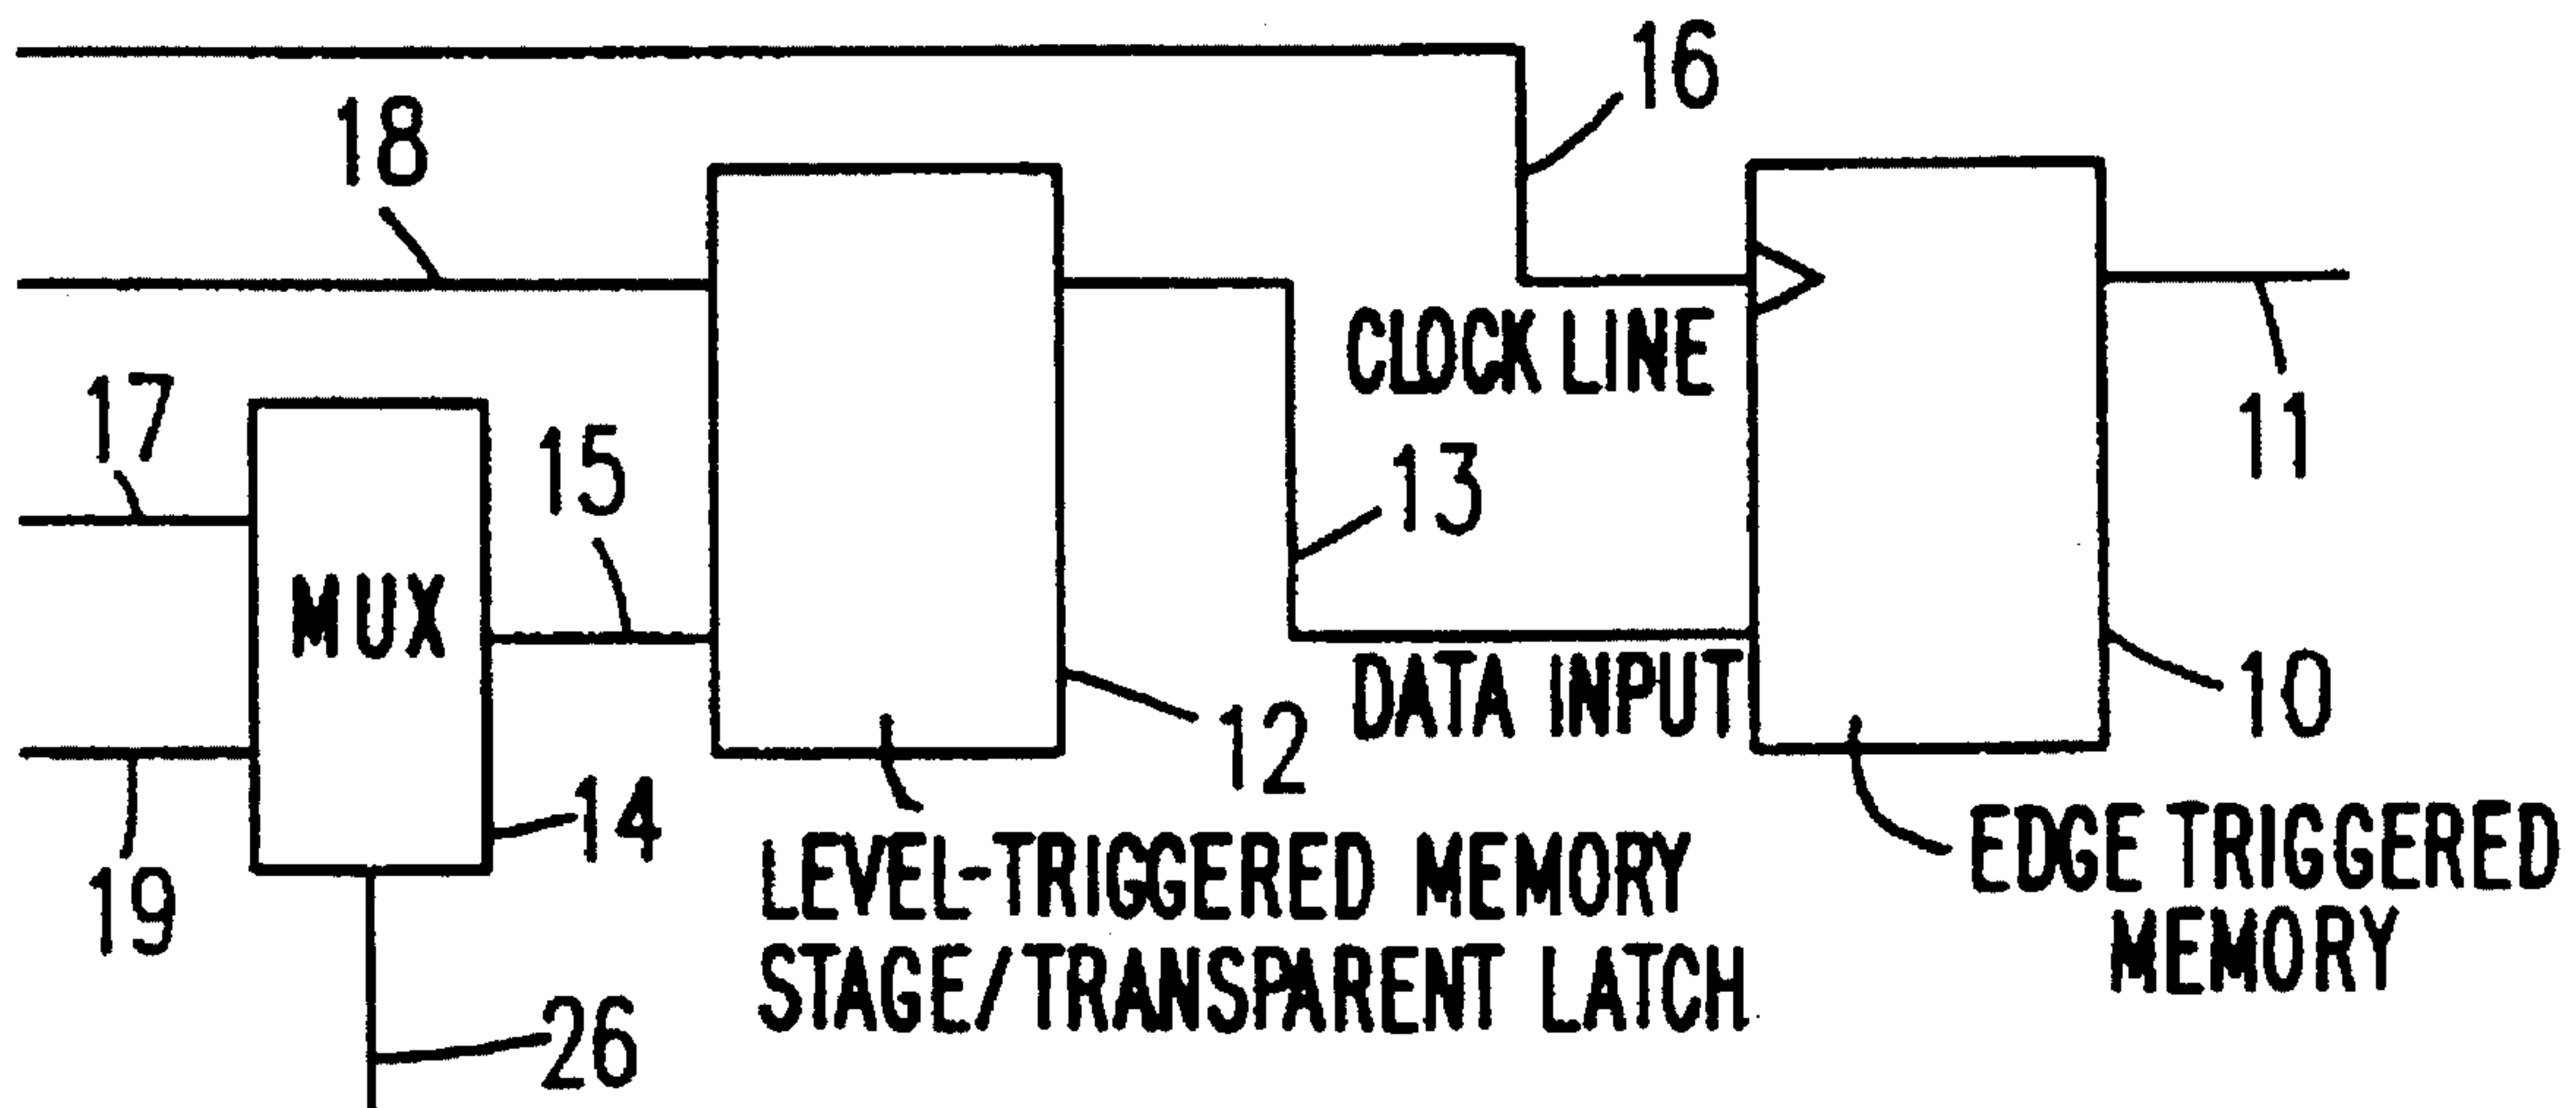 16
18
CLOCK LINE
17
15
13
11
MUX
DATA INPUT
10
12
14
19
LEVEL-TRIGGERED MEMORY
STAGE/TRANSPARENT LATCH
EDGE TRIGGERED
MEMORY
26